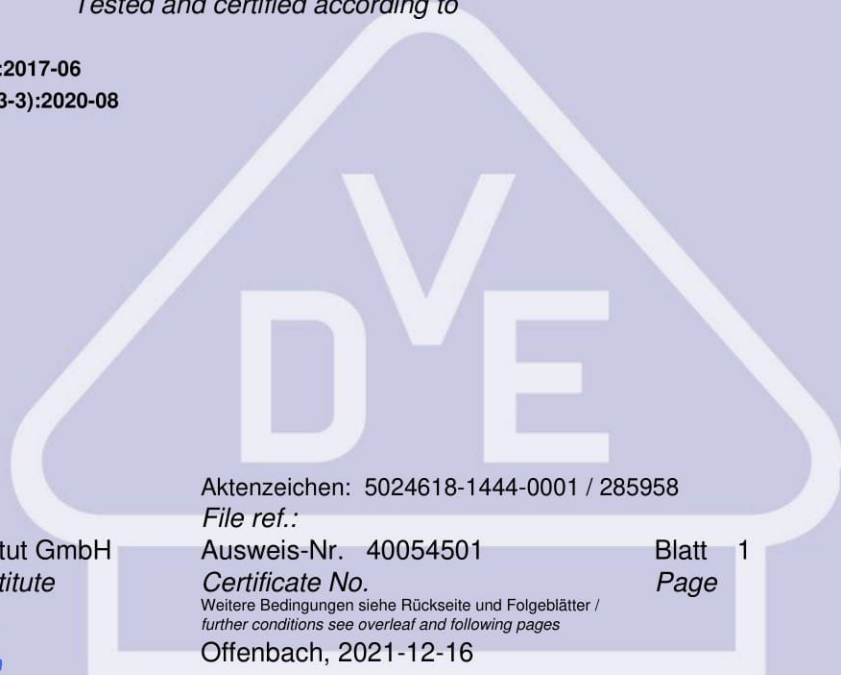 Tested and certified according to
:2017-06
3-3):2020-08
DVE
Aktenzeichen: 5024618-1444-0001 / 285958
File ref.:
tut GmbH
Ausweis-Nr. 40054501
Blatt 1
titute
Certificate No.
Page
Weitere Bedingungen siehe Rückseite und Folgeblätter /
further conditions see overleaf and following pages
Offenbach, 2021-12-16